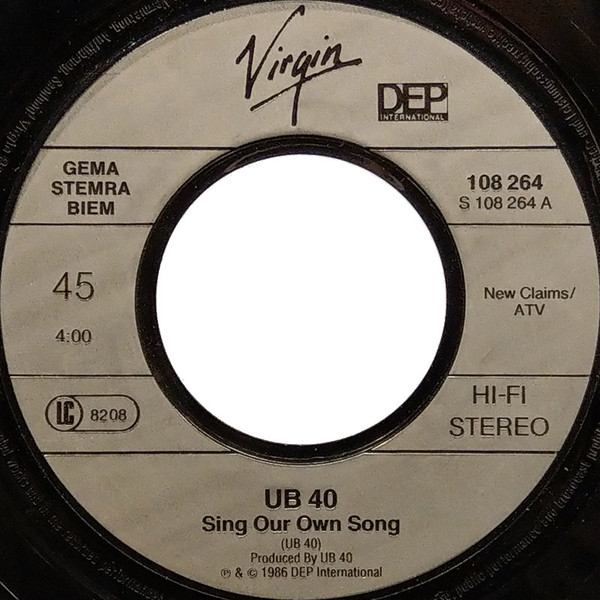 Virgin
DEP
INTERNATIONAL
GEMA
STEMRA
BIEM
108 264
S 108 264 A
45
4:00
New Claims/
ATV
LC 8208
HI-FI
STEREO
UB 40
Sing Our Own Song
(UB 40)
Produced By UB 40
℗ & © 1986 DEP International